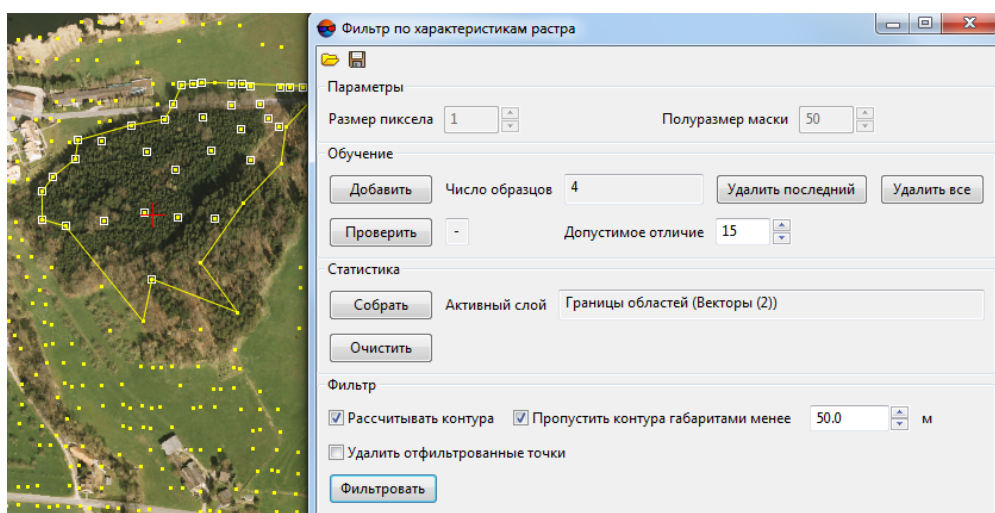 Фильтр по характеристикам растра
Параметры
Размер пиксела 1 Полуразмер маски 50
Обучение
Добавить Число образцов 4 Удалить последний Удалить все
Проверить - Допустимое отличие 15
Статистика
Собрать Активный слой Границы областей (Векторы (2))
Очистить
Фильтр
Рассчитывать контура Пропустить контура габаритами менее 50.0 м
Удалить отфильтрованные точки
Фильтровать